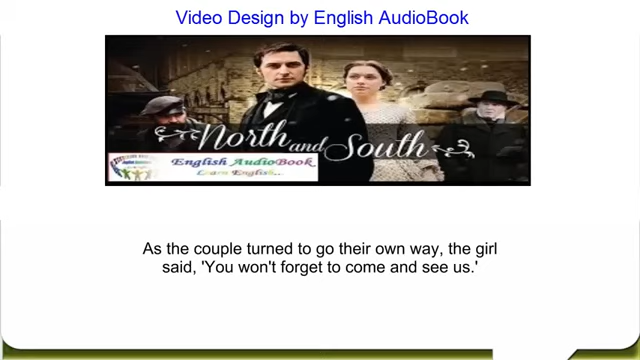 Video Design by English AudioBook
North and South
English AudioBook
Learn English...
As the couple turned to go their own way, the girl
said, 'You won't forget to come and see us.'